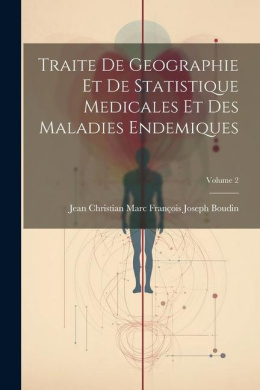 Traite De Geographie
Et De Statistique
Medicales Et Des
Maladies Endemiques
Volume 2
Jean Christian Marc François Joseph Boudin